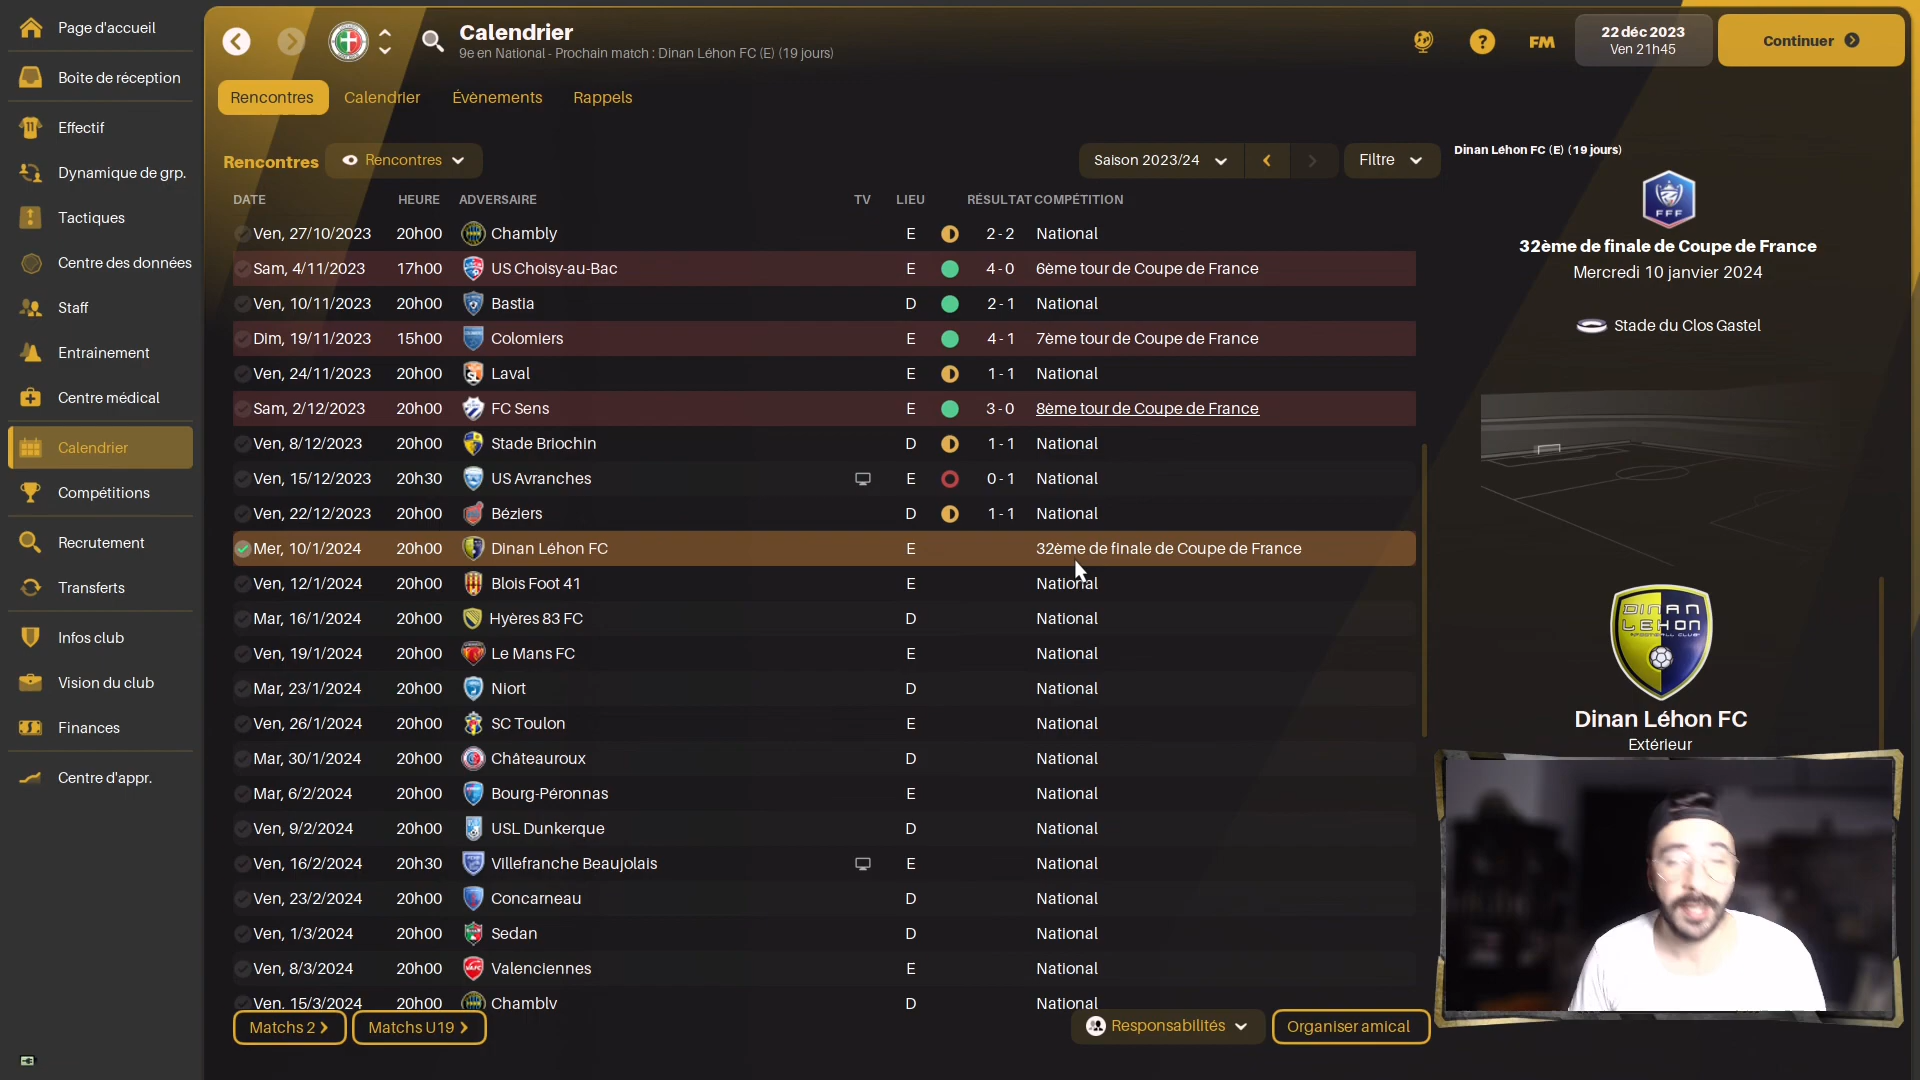 Page d'accueil
Boite de réception
Effectif
Dynamique de grp.
Tactiques
Centre des données
Staff
Entraînement
Centre médical
Calendrier
Compétitions
Recrutement
Transferts
Infos club
Vision du club
Finances
Centre d'appr.
Calendrier
9e en National - Prochain match : Dinan Léhon FC (E) (19 jours)
FM
22 déc 2023
Ven 21h45
Continuer
Rencontres Calendrier Évènements Rappels
Rencontres Rencontres Saison 2023/24 Filtre
DATE HEURE ADVERSAIRE TV LIEU RÉSULTAT COMPÉTITION
Ven, 27/10/2023 20h00 Chambly E 2 - 2 National
Sam, 4/11/2023 17h00 US Choisy-au-Bac E 4 - 0 6ème tour de Coupe de France
Ven, 10/11/2023 20h00 Bastia D 2 - 1 National
Dim, 19/11/2023 15h00 Colomiers E 4 - 1 7ème tour de Coupe de France
Ven, 24/11/2023 20h00 Laval E 1 - 1 National
Sam, 2/12/2023 20h00 FC Sens E 3 - 0 8ème tour de Coupe de France
Ven, 8/12/2023 20h00 Stade Briochin D 1 - 1 National
Ven, 15/12/2023 20h30 US Avranches E 0 - 1 National
Ven, 22/12/2023 20h00 Béziers D 1 - 1 National
Mer, 10/1/2024 20h00 Dinan Léhon FC E 32ème de finale de Coupe de France
Ven, 12/1/2024 20h00 Blois Foot 41 E National
Mar, 16/1/2024 20h00 Hyères 83 FC D National
Ven, 19/1/2024 20h00 Le Mans FC E National
Mar, 23/1/2024 20h00 Niort D National
Ven, 26/1/2024 20h00 SC Toulon E National
Mar, 30/1/2024 20h00 Châteauroux D National
Mar, 6/2/2024 20h00 Bourg-Péronnas E National
Ven, 9/2/2024 20h00 USL Dunkerque D National
Ven, 16/2/2024 20h30 Villefranche Beaujolais E National
Ven, 23/2/2024 20h00 Concarneau D National
Ven, 1/3/2024 20h00 Sedan D National
Ven, 8/3/2024 20h00 Valenciennes E National
Ven, 15/3/2024 20h00 Chambly D National
Matchs 2 Matchs U19 Responsabilités Organiser amical
Dinan Léhon FC (E) (19 jours)
FFF
32ème de finale de Coupe de France
Mercredi 10 janvier 2024
Stade du Clos Gastel
DINAN
LEHON
FOOTBALL CLUB
Dinan Léhon FC
Extérieur